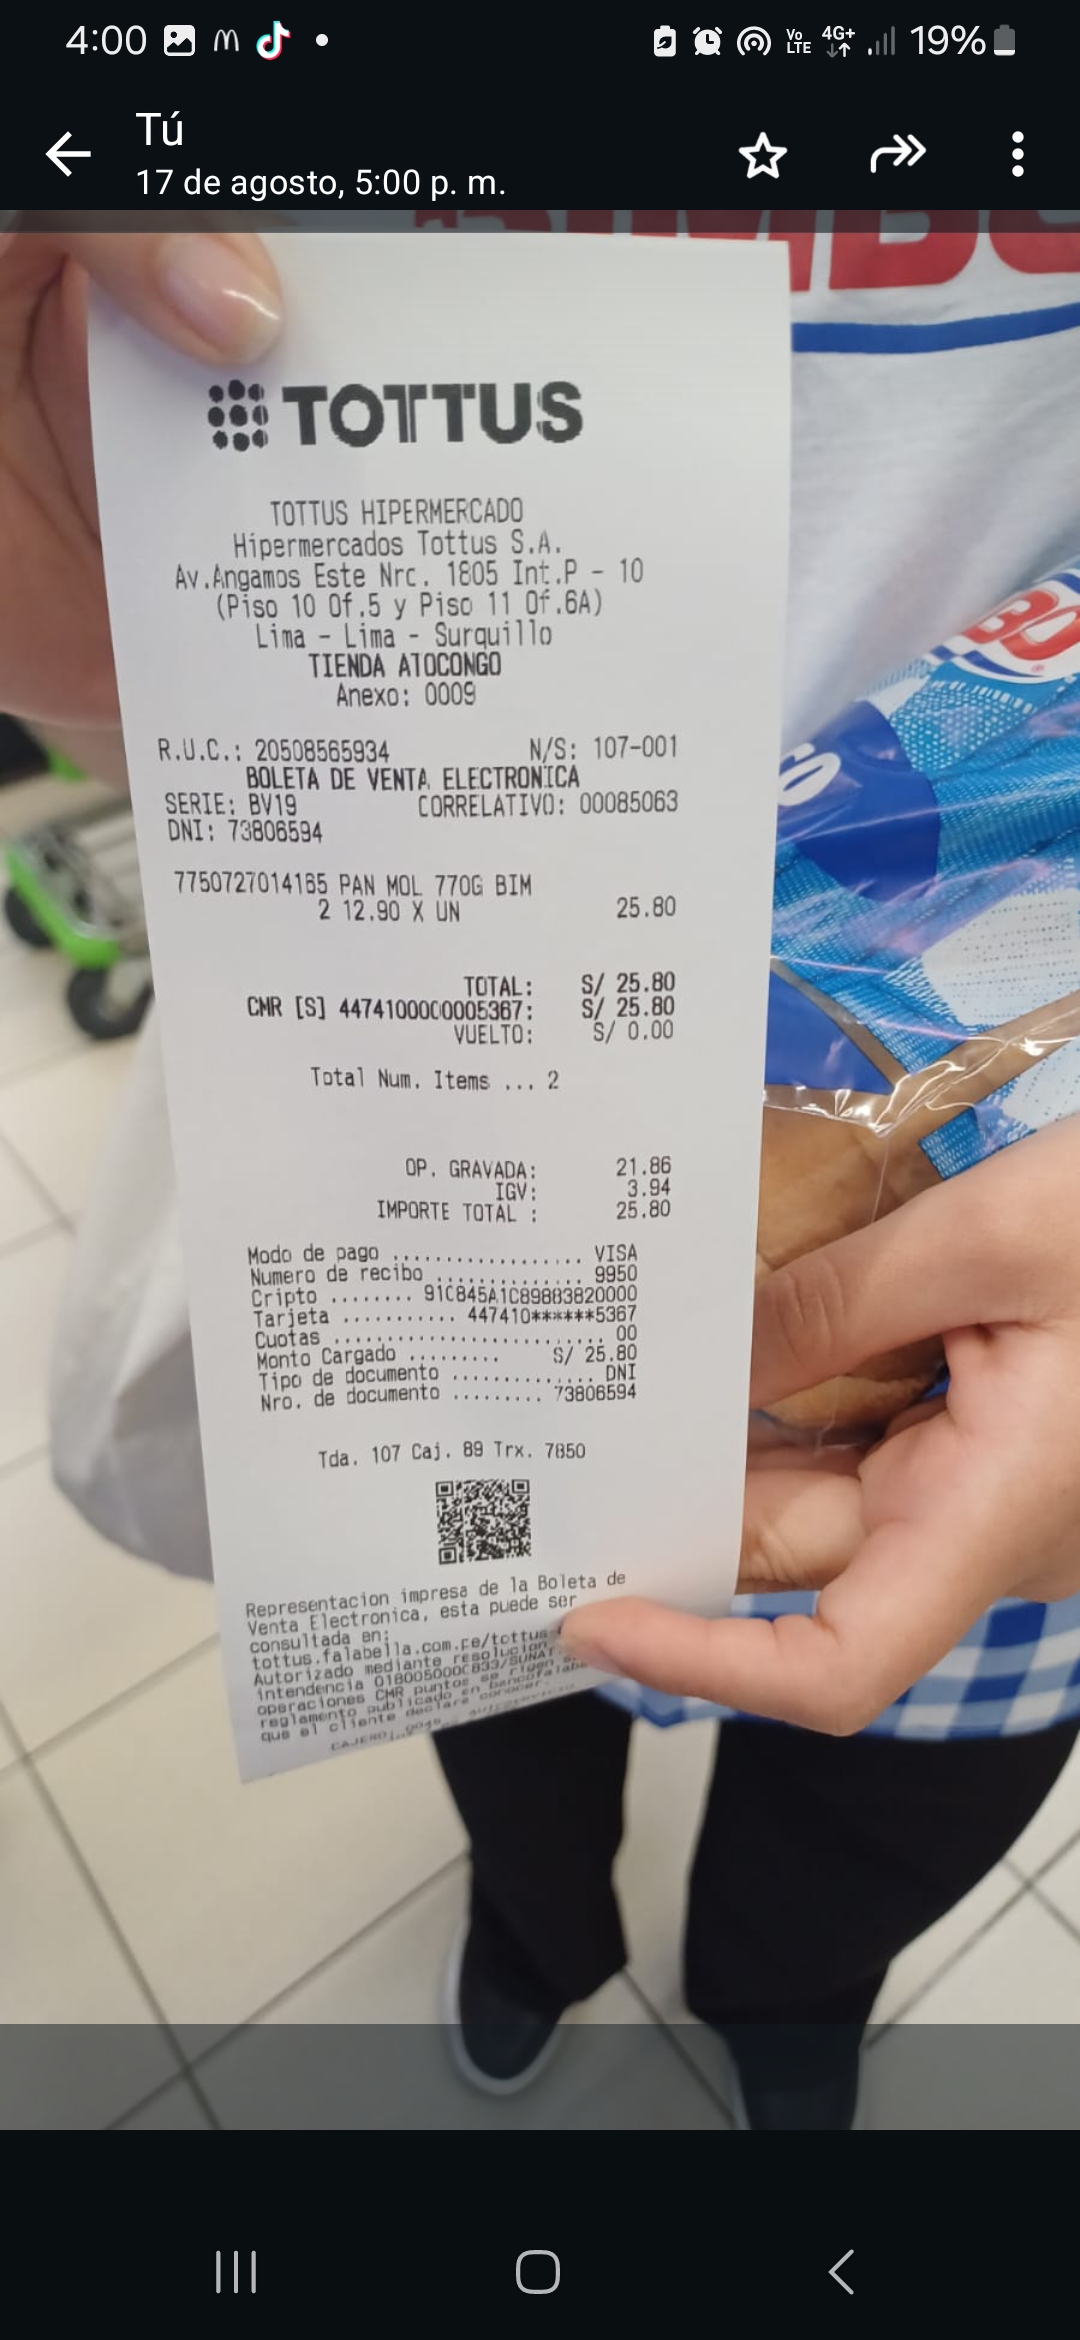 4:00
VoLTE 4G+ 19%
Tú
17 de agosto, 5:00 p. m.
TOTTUS
TOTTUS HIPERMERCADO
Hipermercados Tottus S.A.
Av.Angamos Este Nrc. 1805 Int.P - 10
(Piso 10 Of.5 y Piso 11 Of.6A)
Lima - Lima - Surquillo
TIENDA ATOCONGO
Anexo: 0009
R.U.C.: 20508565934 N/S: 107-001
BOLETA DE VENTA ELECTRONICA
SERIE: BV19 CORRELATIVO: 00085063
DNI: 73806594
7750727014165 PAN MOL 770G BIM
2 12.90 X UN 25.80
TOTAL: S/ 25.80
CMR [S] 4474100000005367: S/ 25.80
VUELTO: S/ 0.00
Total Num. Items ... 2
OP. GRAVADA: 21.86
IGV: 3.94
IMPORTE TOTAL : 25.80
Modo de pago ................. VISA
Numero de recibo ............. 9950
Cripto ........ 91C845A1C89883820000
Tarjeta ........... 447410******5367
Cuotas ......................... 00
Monto Cargado ......... S/ 25.80
Tipo de documento .............. DNI
Nro. de documento ......... 73806594
Tda. 107 Caj. 89 Trx. 7850
Representacion impresa de la Boleta de
Venta Electronica, esta puede ser
consultada en:
tottus.falabella.com.pe/tottus-
Autorizado mediante resolucion
intendencia 018005000C833/SUNAT.
operaciones CMR puntos se rigen
reglamento publicado en bancofalabe
que el cliente declara conocer.
CAJERO: